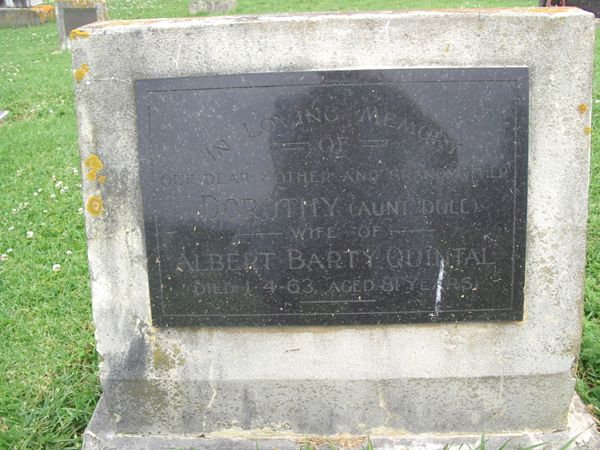 IN LOVING MEMORY
OF
OUR DEAR MOTHER AND GRANDMOTHER
DOROTHY (AUNT DOLL)
WIFE OF
ALBERT BARTY QUINTAL
DIED 1-4-63. AGED 81 YEARS.